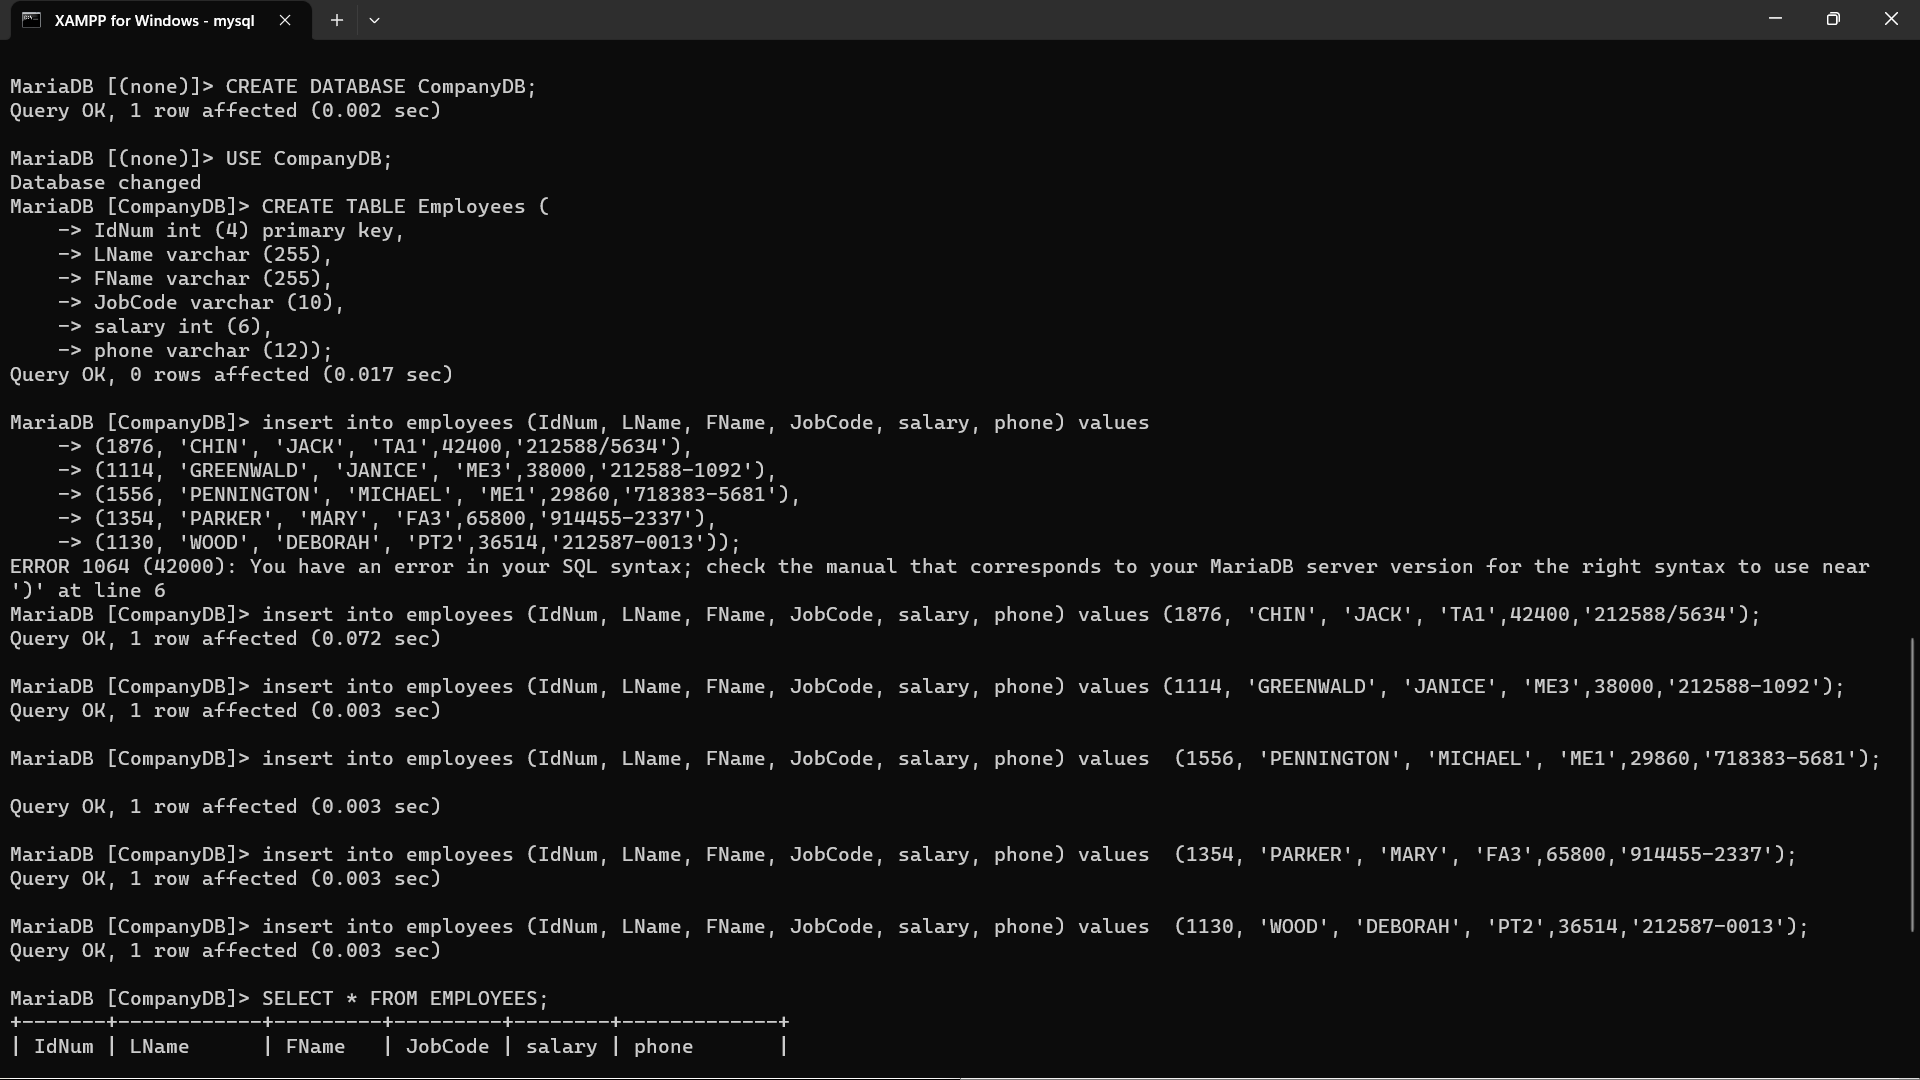 XAMPP for Windows - mysql
MariaDB [(none)]> CREATE DATABASE CompanyDB;
Query OK, 1 row affected (0.002 sec)
MariaDB [(none)]> USE CompanyDB;
Database changed
MariaDB [CompanyDB]> CREATE TABLE Employees (
    -> IdNum int (4) primary key,
    -> LName varchar (255),
    -> FName varchar (255),
    -> JobCode varchar (10),
    -> salary int (6),
    -> phone varchar (12));
Query OK, 0 rows affected (0.017 sec)
MariaDB [CompanyDB]> insert into employees (IdNum, LName, FName, JobCode, salary, phone) values
    -> (1876, 'CHIN', 'JACK', 'TA1',42400,'212588/5634'),
    -> (1114, 'GREENWALD', 'JANICE', 'ME3',38000,'212588-1092'),
    -> (1556, 'PENNINGTON', 'MICHAEL', 'ME1',29860,'718383-5681'),
    -> (1354, 'PARKER', 'MARY', 'FA3',65800,'914455-2337'),
    -> (1130, 'WOOD', 'DEBORAH', 'PT2',36514,'212587-0013'));
ERROR 1064 (42000): You have an error in your SQL syntax; check the manual that corresponds to your MariaDB server version for the right syntax to use near
')' at line 6
MariaDB [CompanyDB]> insert into employees (IdNum, LName, FName, JobCode, salary, phone) values (1876, 'CHIN', 'JACK', 'TA1',42400,'212588/5634');
Query OK, 1 row affected (0.072 sec)
MariaDB [CompanyDB]> insert into employees (IdNum, LName, FName, JobCode, salary, phone) values (1114, 'GREENWALD', 'JANICE', 'ME3',38000,'212588-1092');
Query OK, 1 row affected (0.003 sec)
MariaDB [CompanyDB]> insert into employees (IdNum, LName, FName, JobCode, salary, phone) values  (1556, 'PENNINGTON', 'MICHAEL', 'ME1',29860,'718383-5681');
Query OK, 1 row affected (0.003 sec)
MariaDB [CompanyDB]> insert into employees (IdNum, LName, FName, JobCode, salary, phone) values  (1354, 'PARKER', 'MARY', 'FA3',65800,'914455-2337');
Query OK, 1 row affected (0.003 sec)
MariaDB [CompanyDB]> insert into employees (IdNum, LName, FName, JobCode, salary, phone) values  (1130, 'WOOD', 'DEBORAH', 'PT2',36514,'212587-0013');
Query OK, 1 row affected (0.003 sec)
MariaDB [CompanyDB]> SELECT * FROM EMPLOYEES;
+-------+------------+---------+---------+--------+-------------+
| IdNum | LName      | FName   | JobCode | salary | phone       |